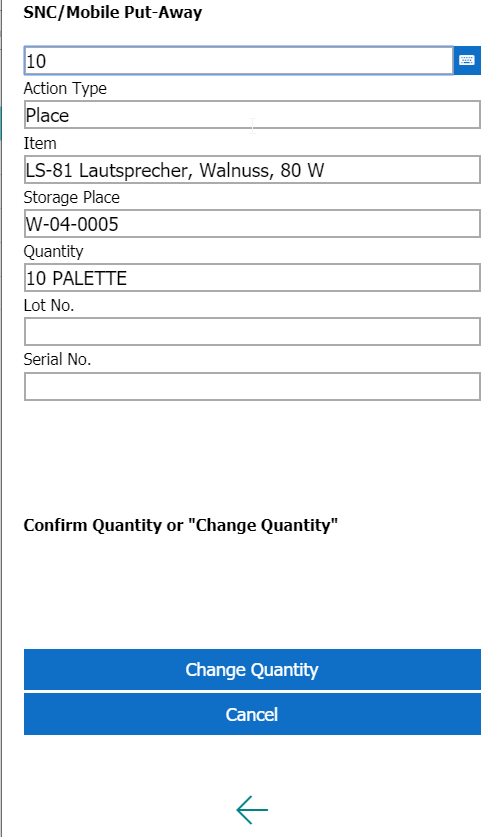 SNC/Mobile Put-Away
10
Action Type
Place
Item
LS-81 Lautsprecher, Walnuss, 80 W
Storage Place
W-04-0005
Quantity
10 PALETTE
Lot No.
Serial No.
Confirm Quantity or "Change Quantity"
Change Quantity
Cancel